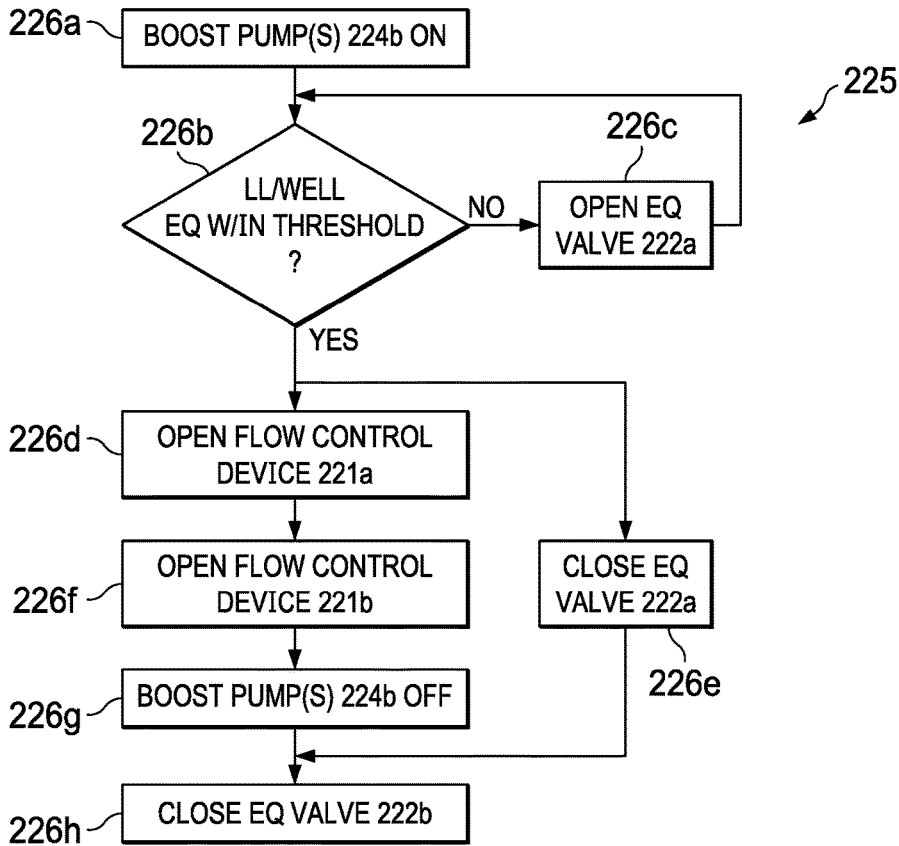 226a
BOOST PUMP(S) 224b ON
225
226b
226c
LL/WELL
EQ W/IN THRESHOLD
?
NO
OPEN EQ
VALVE 222a
YES
226d
OPEN FLOW CONTROL
DEVICE 221a
226f
OPEN FLOW CONTROL
DEVICE 221b
CLOSE EQ
VALVE 222a
226e
226g
BOOST PUMP(S) 224b OFF
226h
CLOSE EQ VALVE 222b